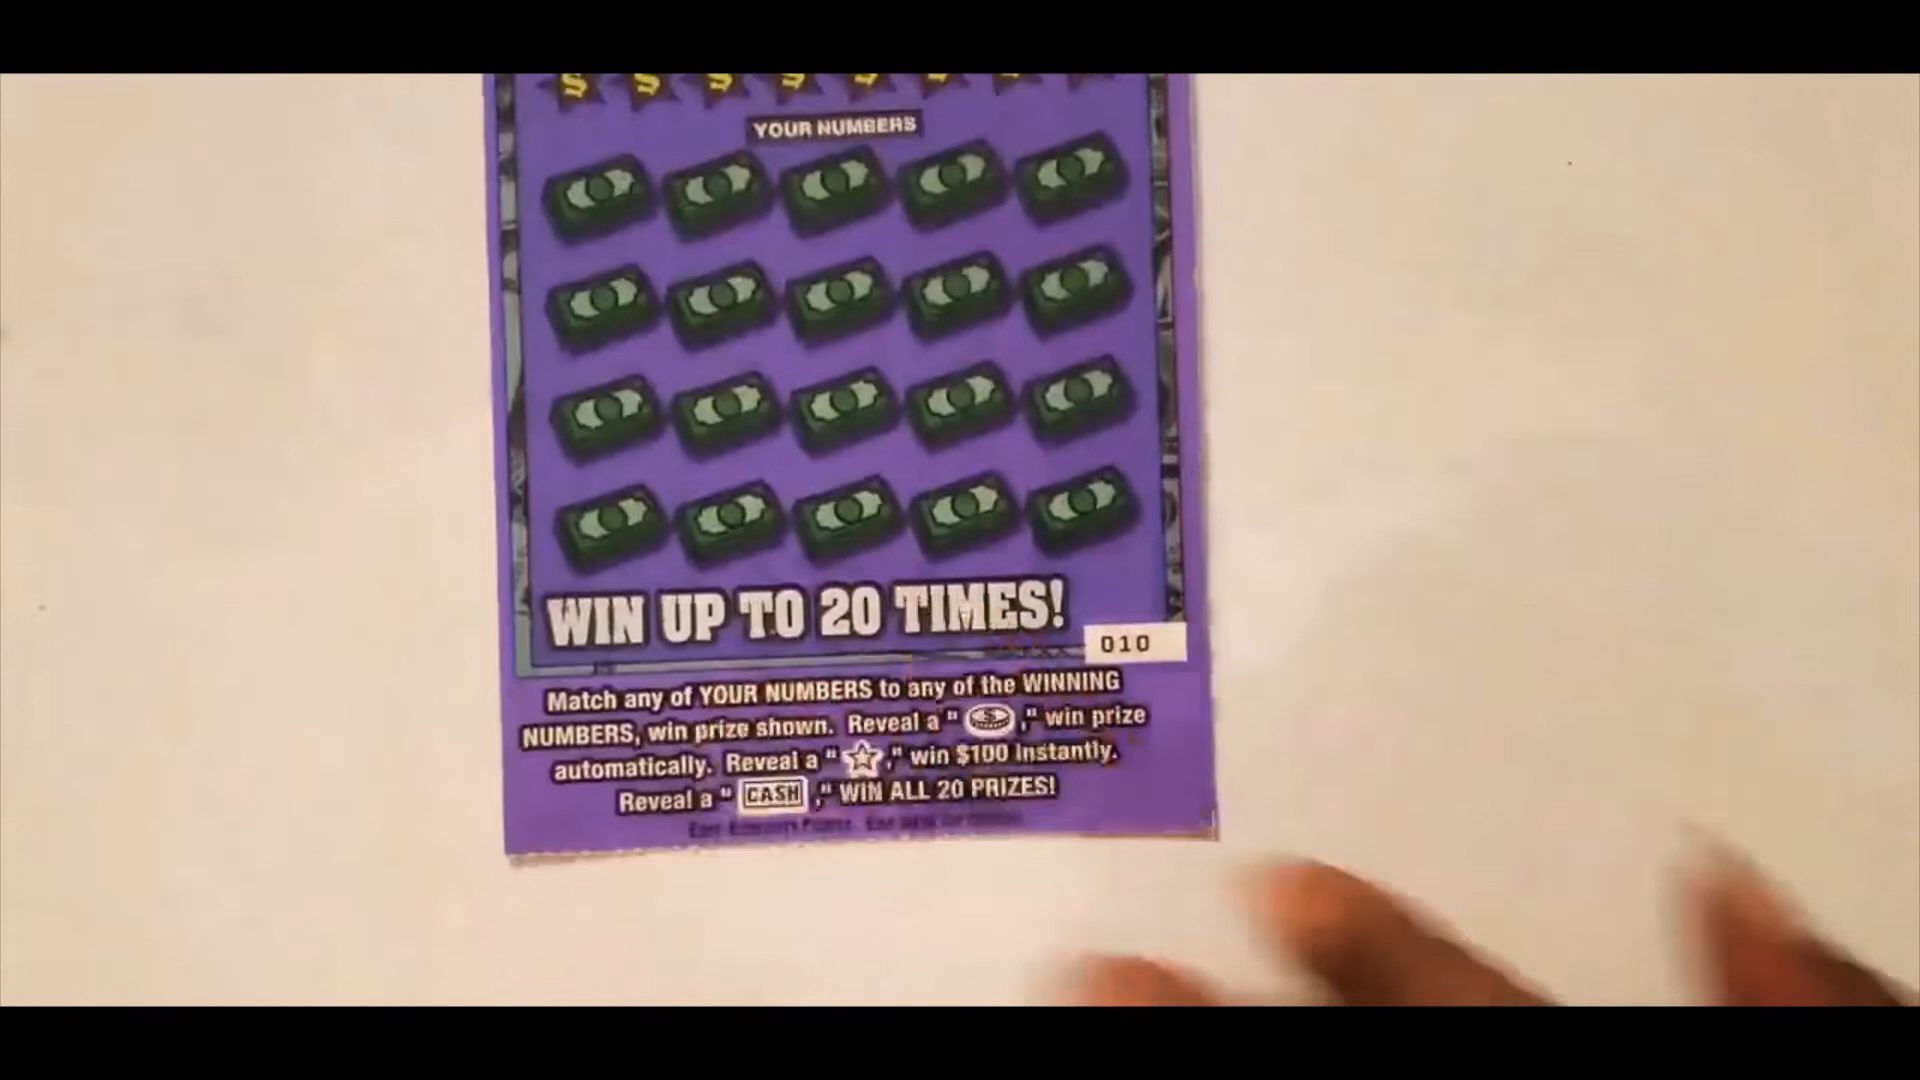 YOUR NUMBERS
WIN UP TO 20 TIMES!
010
Match any of YOUR NUMBERS to any of the WINNING
NUMBERS, win prize shown. Reveal a " $ ," win prize
automatically. Reveal a " ," win $100 instantly.
Reveal a " CASH ," WIN ALL 20 PRIZES!